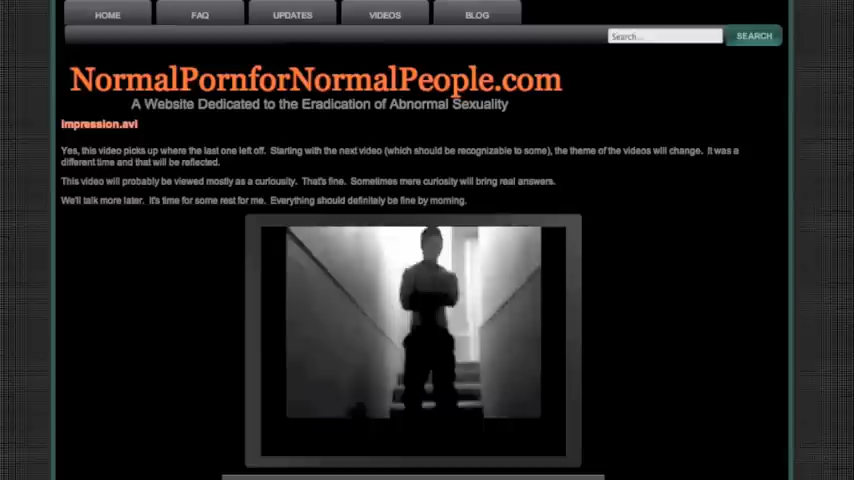 HOME FAQ UPDATES VIDEOS BLOG
Search... SEARCH
NormalPornforNormalPeople.com
A Website Dedicated to the Eradication of Abnormal Sexuality
Impression.avi
Yes, this video picks up where the last one left off. Starting with the next video (which should be recognizable to some), the theme of the videos will change. It was a
different time and that will be reflected.
This video will probably be viewed mostly as a curiousity. That's fine. Sometimes mere curiosity will bring real answers.
We'll talk more later. It's time for some rest for me. Everything should definitaly be fine by morning.